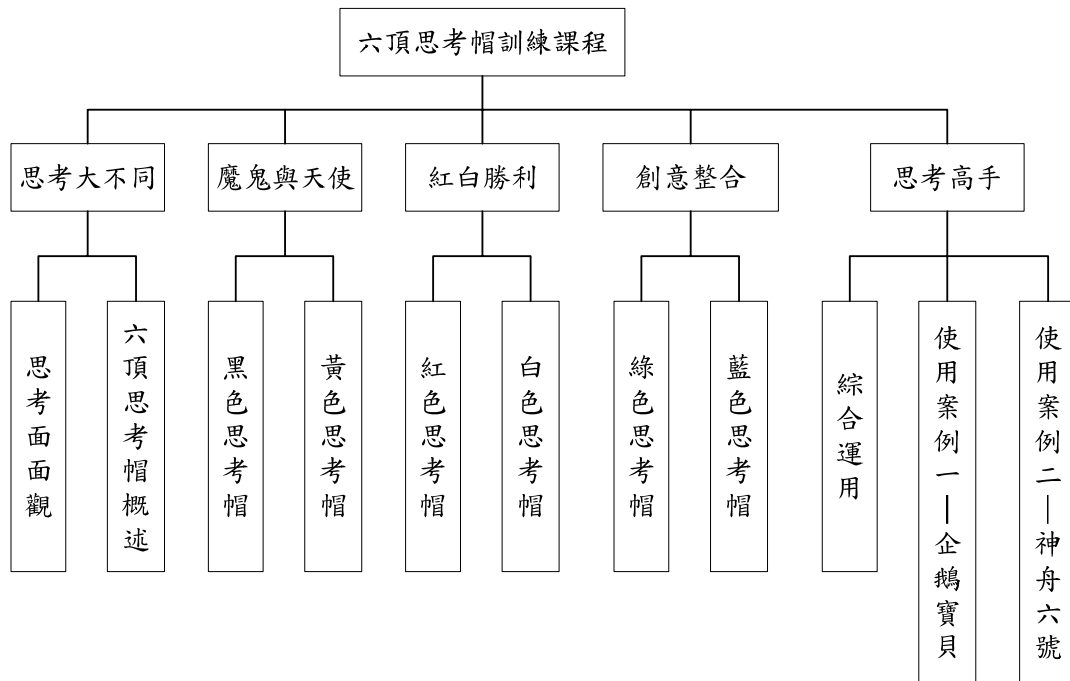 六頂思考帽訓練課程
思考大不同
魔鬼與天使
紅白勝利
創意整合
思考高手
思考面面觀
六頂思考帽概述
黑色思考帽
黃色思考帽
紅色思考帽
白色思考帽
綠色思考帽
藍色思考帽
綜合運用
使用案例一—企鵝寶貝
使用案例二—神舟六號